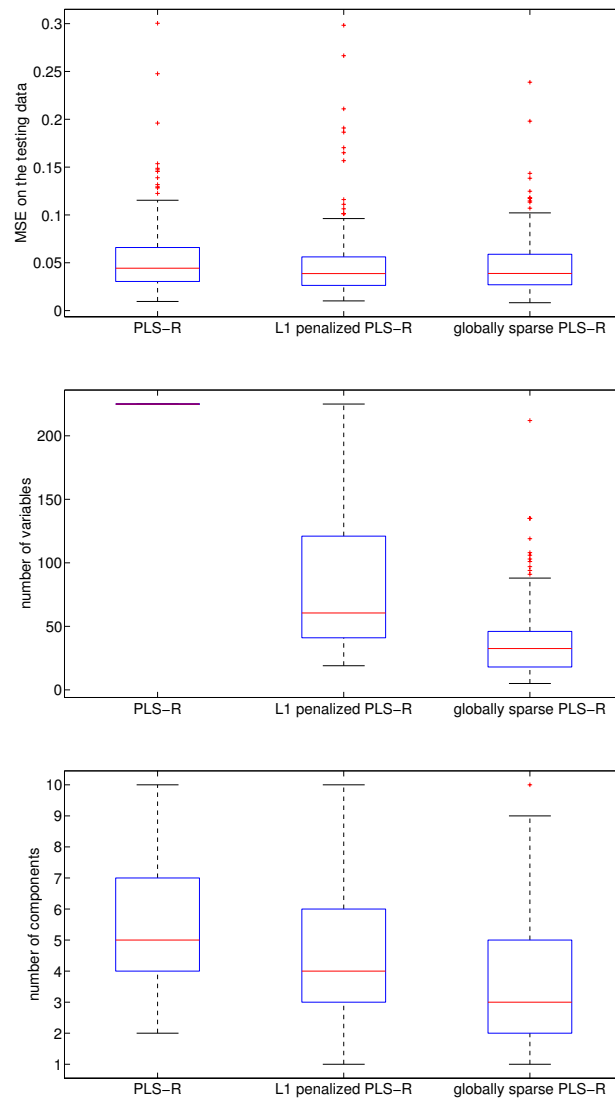 MSE on the testing data
0.3
0.25
0.2
0.15
0.1
0.05
0
PLS−R
L1 penalized PLS−R
globally sparse PLS−R
number of variables
200
150
100
50
0
PLS−R
L1 penalized PLS−R
globally sparse PLS−R
number of components
10
9
8
7
6
5
4
3
2
1
PLS−R
L1 penalized PLS−R
globally sparse PLS−R